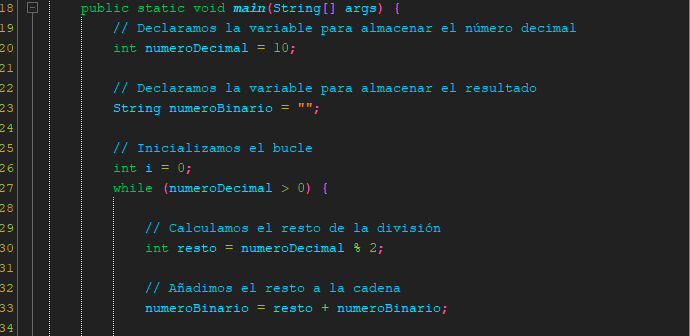 18 public static void main(String[] args) {
19 // Declaramos la variable para almacenar el número decimal
20 int numeroDecimal = 10;
21
22 // Declaramos la variable para almacenar el resultado
23 String numeroBinario = "";
24
25 // Inicializamos el bucle
26 int i = 0;
27 while (numeroDecimal > 0) {
28
29 // Calculamos el resto de la división
30 int resto = numeroDecimal % 2;
31
32 // Añadimos el resto a la cadena
33 numeroBinario = resto + numeroBinario;
34